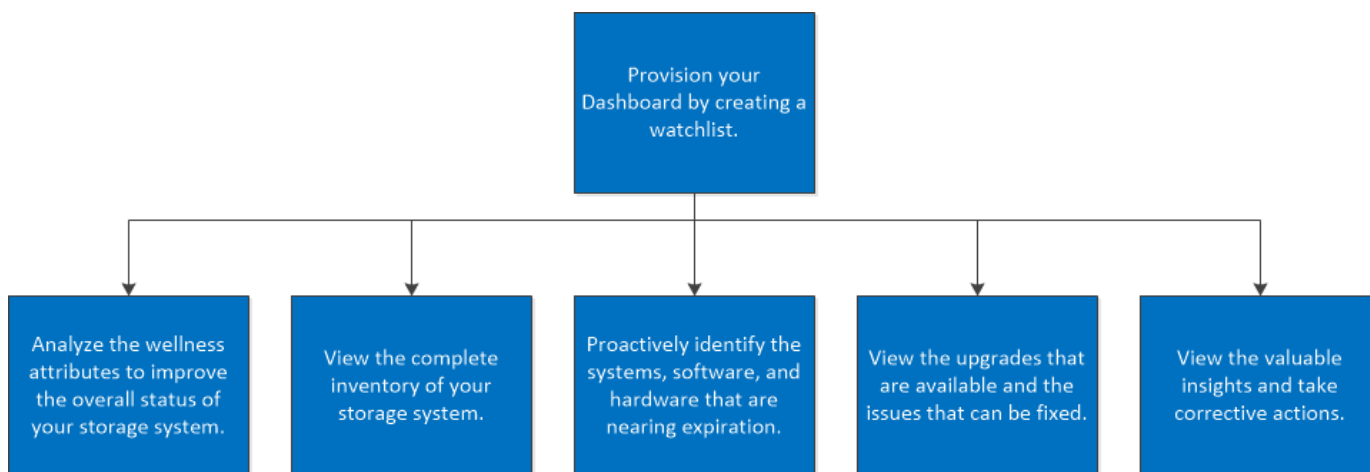 Provision your
Dashboard by creating a
watchlist.
Analyze the wellness
attributes to improve
the overall status of
your storage system.
View the complete
inventory of your
storage system.
Proactively identify the
systems, software, and
hardware that are
nearing expiration.
View the upgrades that
are available and the
issues that can be fixed.
View the valuable
insights and take
corrective actions.